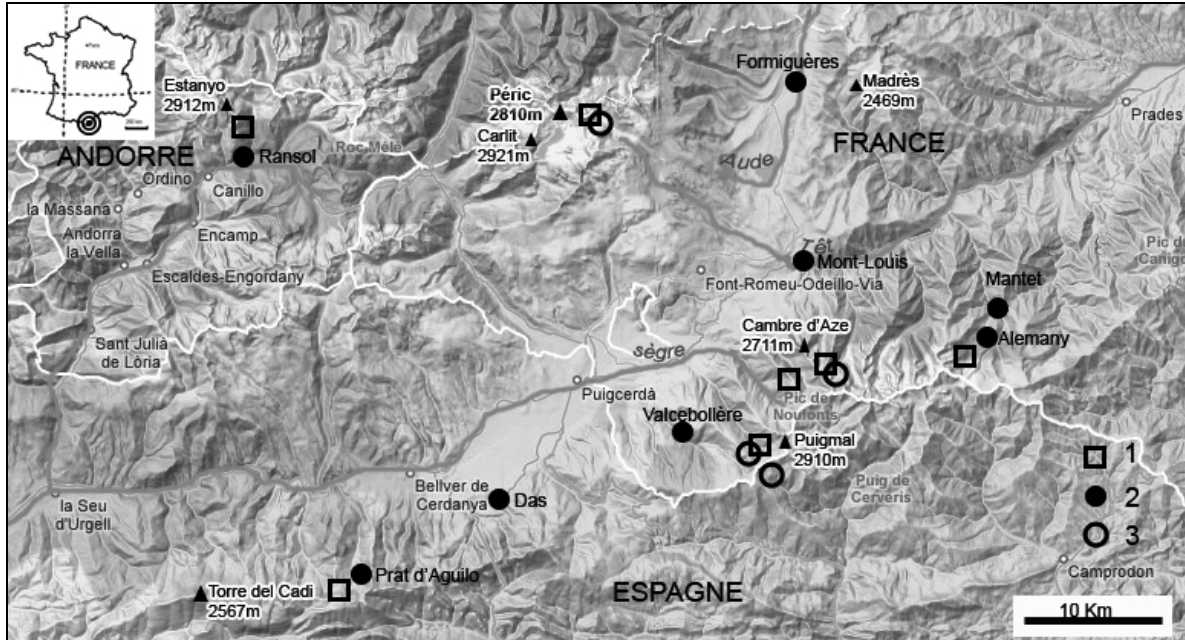 Paris
FRANCE
Estanyo
2912m
ANDORRE
Ransol
Ordino
Canillo
la Massana
Andorra
la Vella
Encamp
Escaldes-Engordany
Sant Julià
de Lòria
Roc Mélé
Péric
2810m
Carlit
2921m
Formiguères
Madrès
2469m
FRANCE
Prades
Aude
Têt
Mont-Louis
Font-Romeu-Odeillo-Via
Pic du
Canigo
Mantet
Alemany
Cambre d'Aze
2711m
sègre
Puigcerdà
Pic de
Noufonts
Valcebollère
Puigmal
2910m
Puig de
Cerveris
Bellver de
Cerdanya
Das
la Seu
d'Urgell
Prat d'Aguilo
Torre del Cadi
2567m
ESPAGNE
Camprodon
1
2
3
10 Km